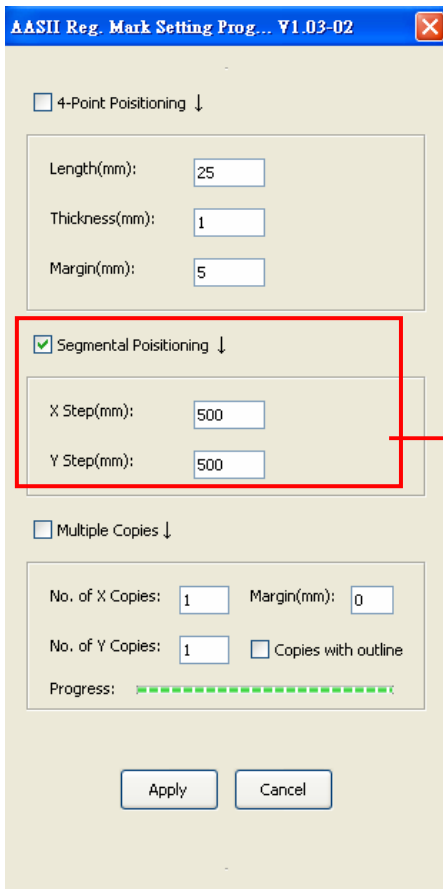 AASII Reg. Mark Setting Prog... V1.03-02
4-Point Poisitioning ↓
Length(mm): 25
Thickness(mm): 1
Margin(mm): 5
Segmental Poisitioning ↓
X Step(mm): 500
Y Step(mm): 500
Multiple Copies ↓
No. of X Copies: 1 Margin(mm): 0
No. of Y Copies: 1 Copies with outline
Progress:
Apply Cancel